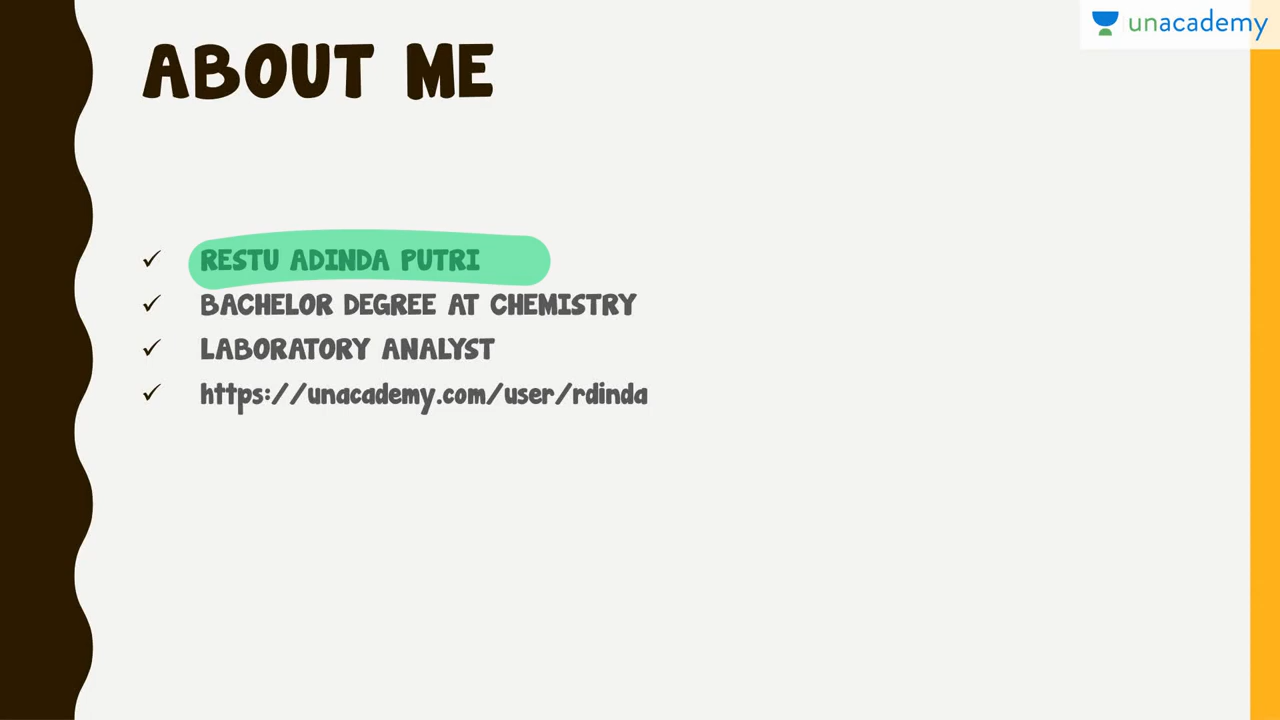 unacademy
ABOUT ME
RESTU ADINDA PUTRI
BACHELOR DEGREE AT CHEMISTRY
LABORATORY ANALYST
https://unacademy.com/user/rdinda